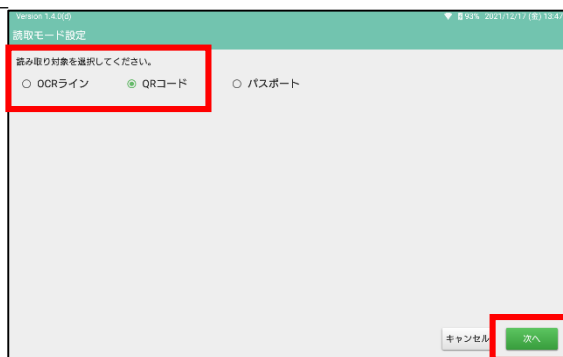 Version 1.4.0(d)
93% 2021/12/17 (金) 13:47
読取モード設定
読み取り対象を選択してください。
OCRライン QRコード パスポート
キャンセル 次へ